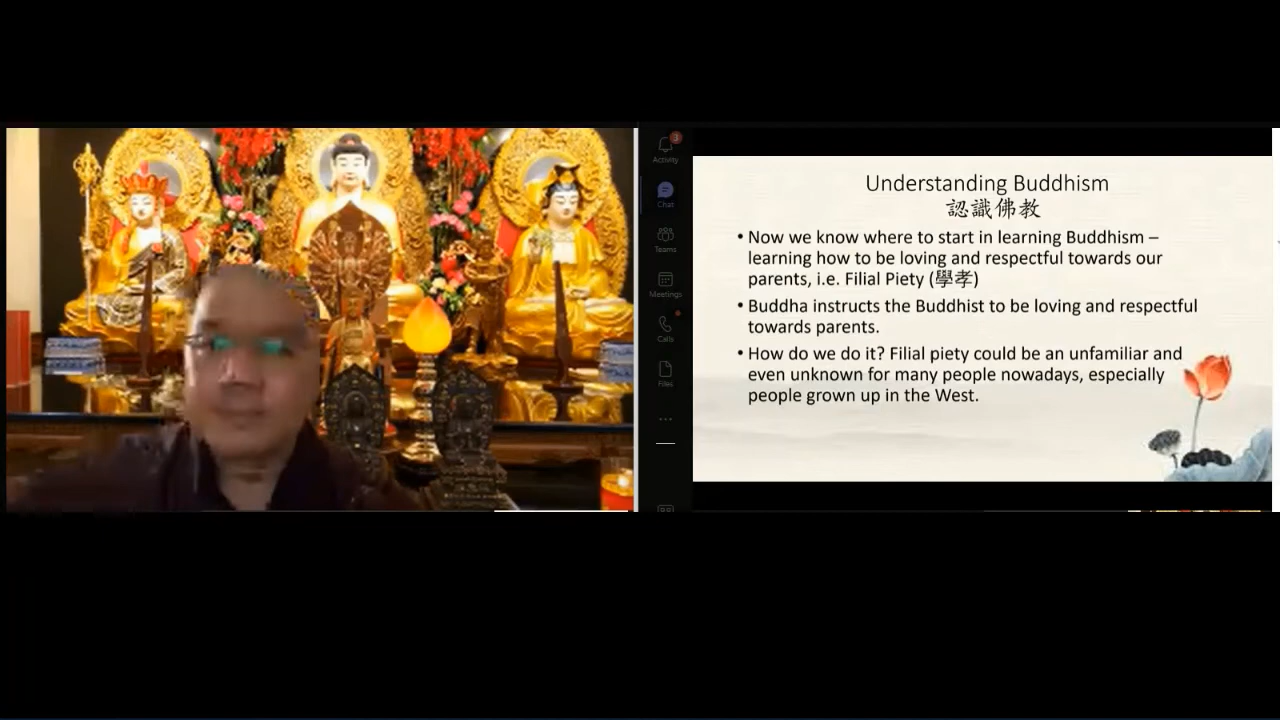 3
Activity
Chat
Teams
Meetings
Calls
Files
Understanding Buddhism
認識佛教
• Now we know where to start in learning Buddhism –
learning how to be loving and respectful towards our
parents, i.e. Filial Piety (學孝)
• Buddha instructs the Buddhist to be loving and respectful
towards parents.
• How do we do it? Filial piety could be an unfamiliar and
even unknown for many people nowadays, especially
people grown up in the West.